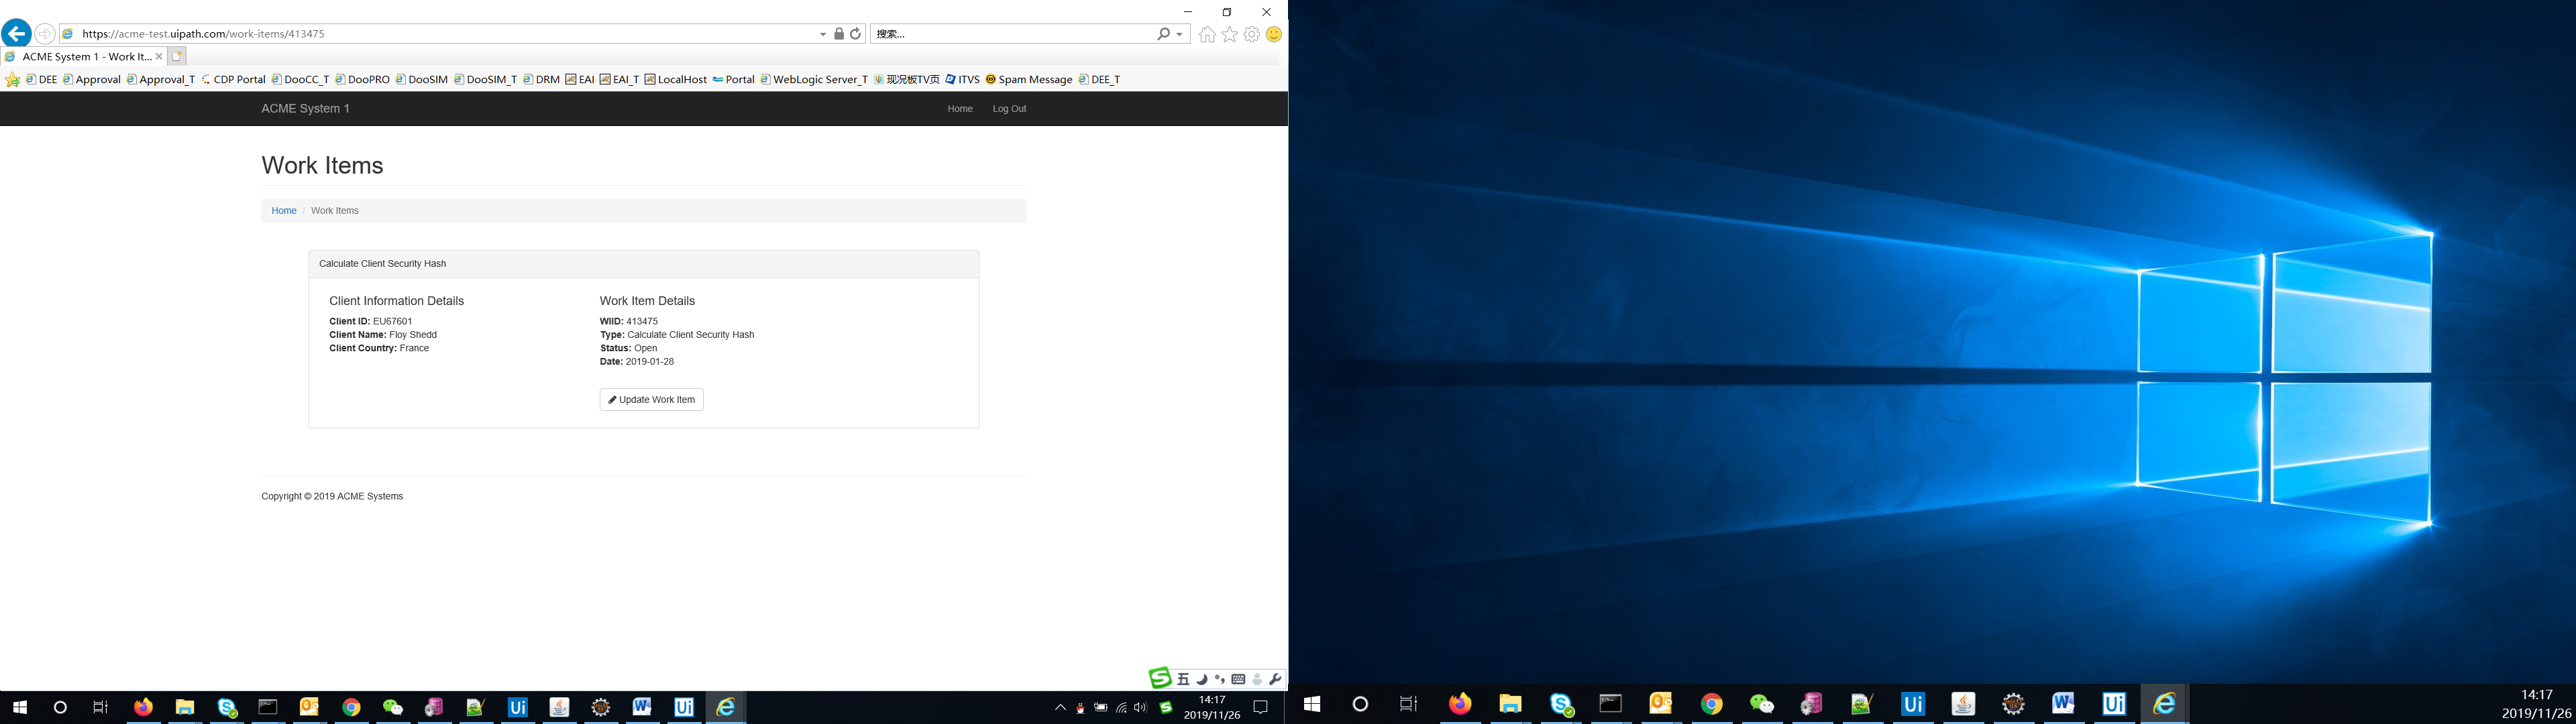 https://acme-test.uipath.com/work-items/413475
搜索...
ACME System 1 - Work It...
DEE Approval Approval_T CDP Portal DooCC_T DooPRO DooSIM DooSIM_T DRM EAI EAI_T LocalHost Portal WebLogic Server_T 现况板TV页 ITVS Spam Message DEE_T
ACME System 1 Home Log Out
Work Items
Home / Work Items
Calculate Client Security Hash
Client Information Details
Client ID: EU67601
Client Name: Floy Shedd
Client Country: France
Work Item Details
WIID: 413475
Type: Calculate Client Security Hash
Status: Open
Date: 2019-01-28
Update Work Item
Copyright © 2019 ACME Systems
五
14:17
2019/11/26
14:17
2019/11/26